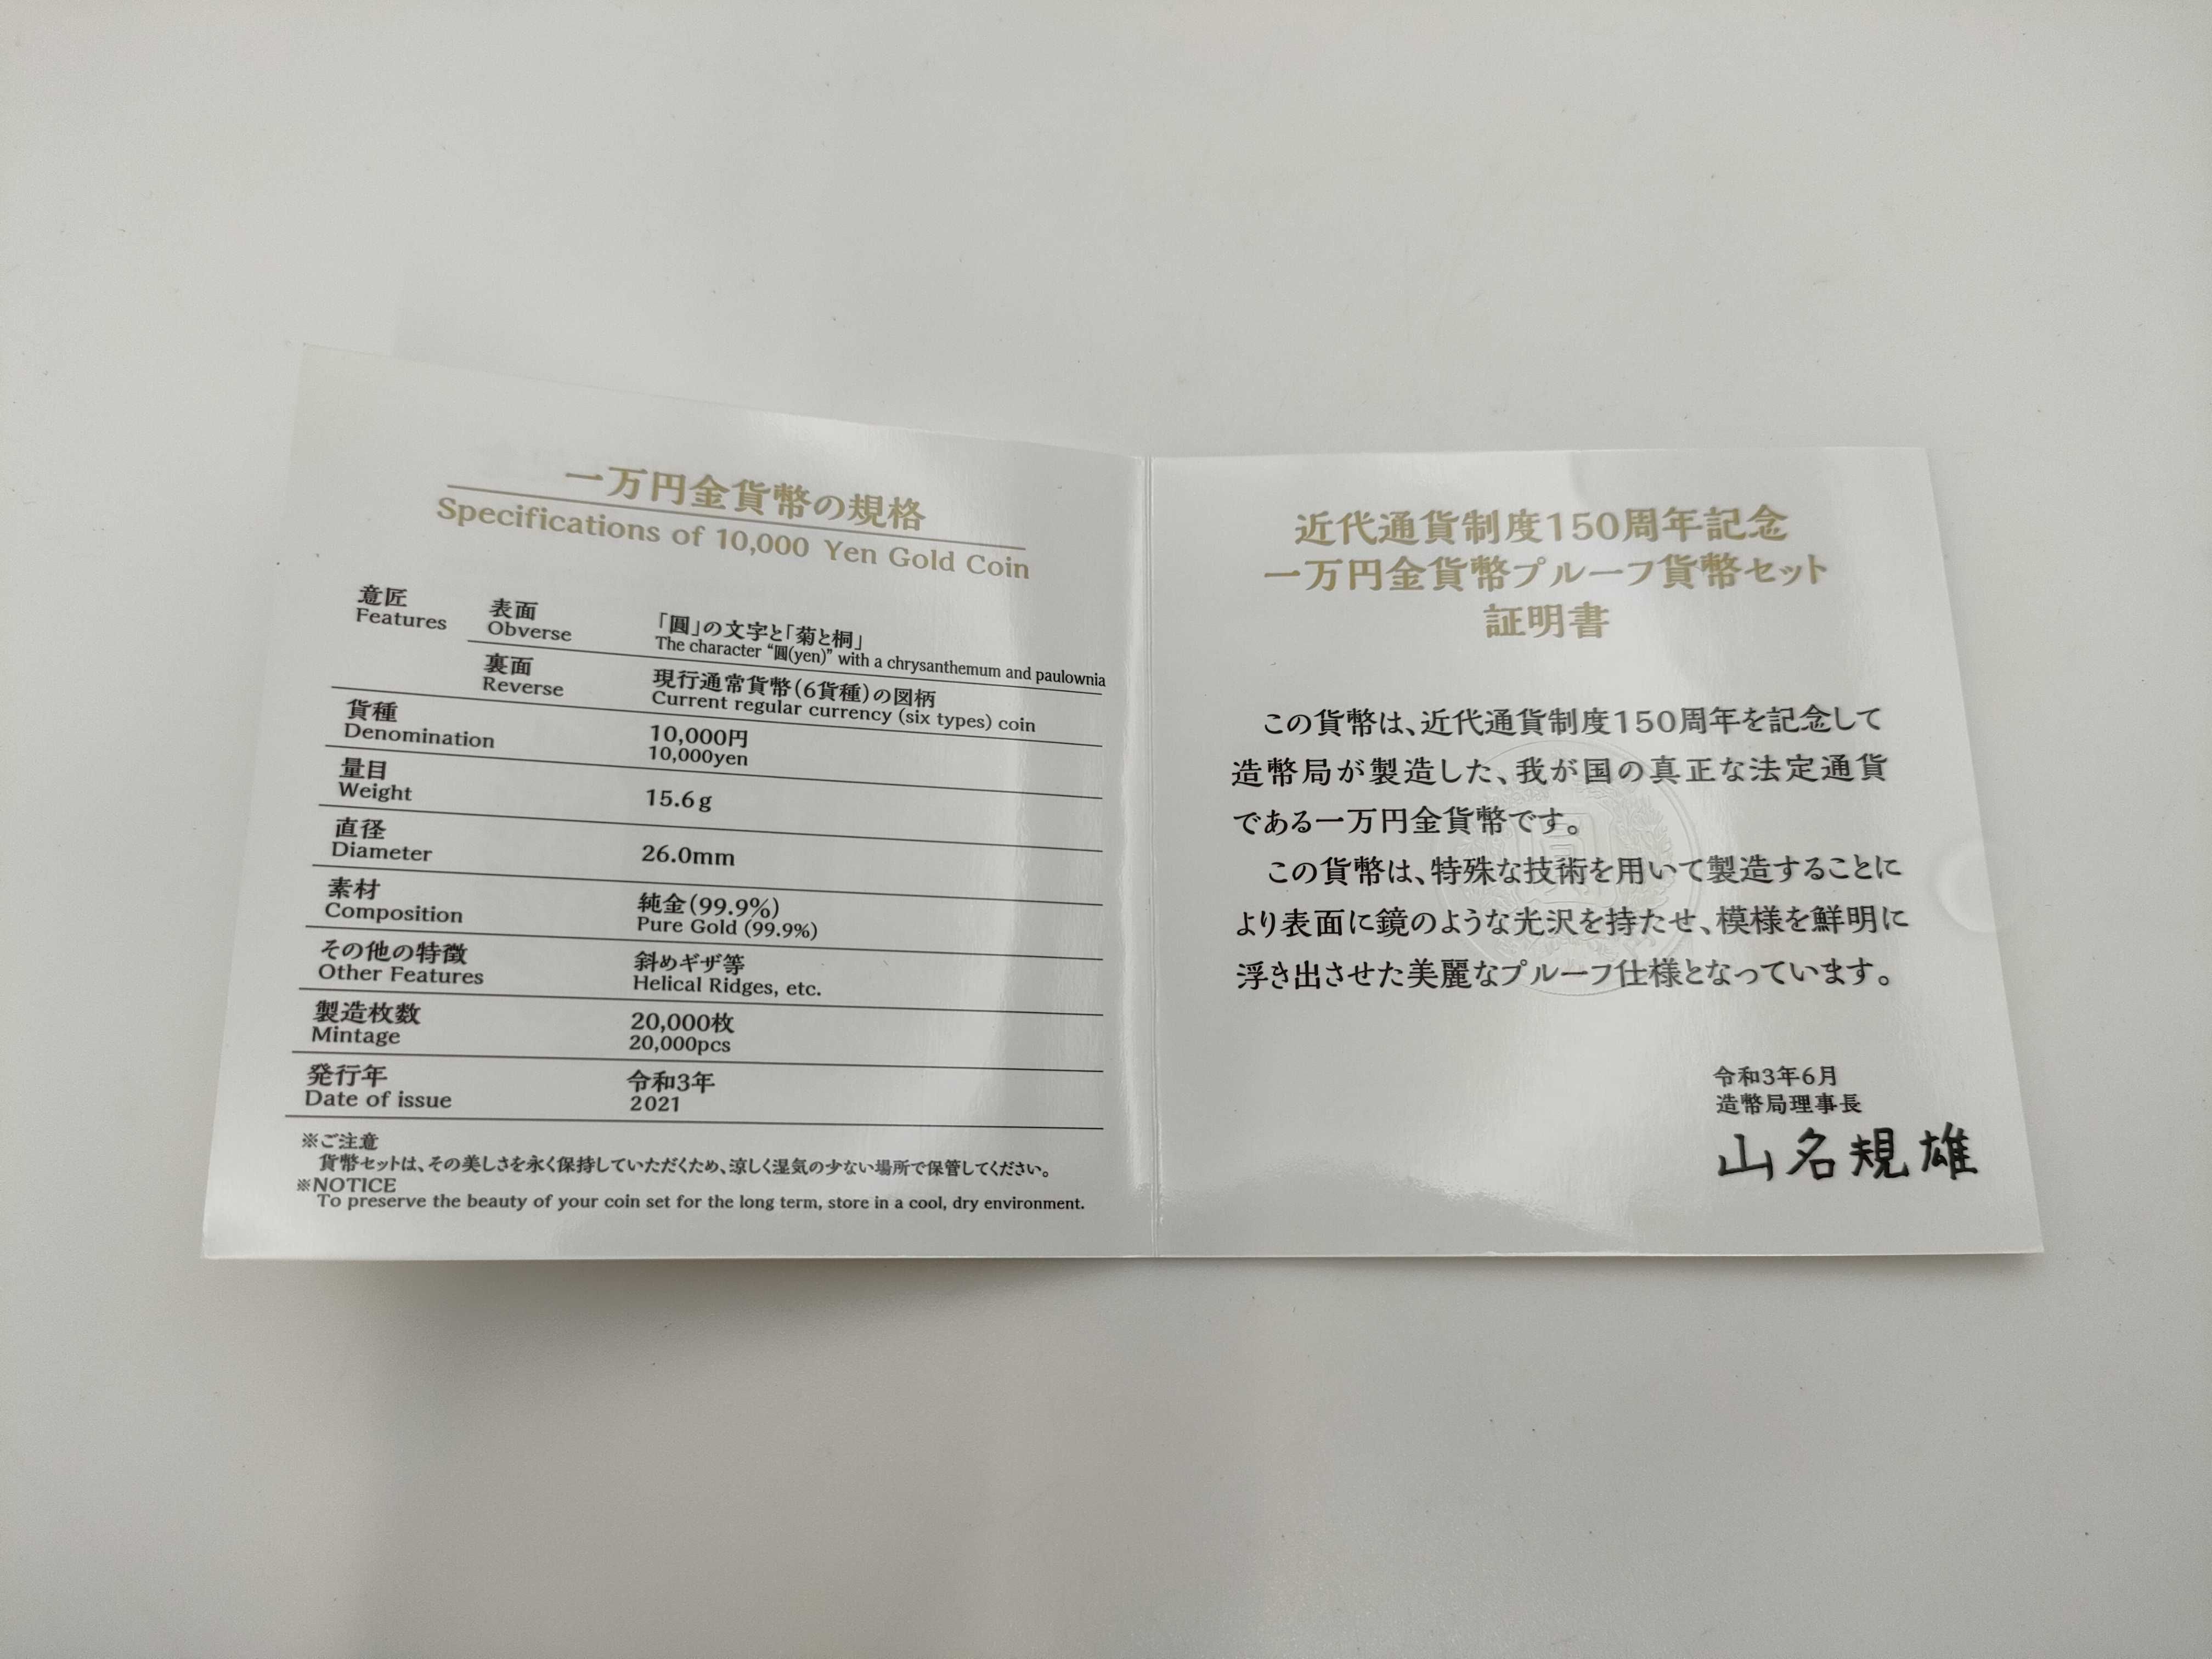 一万円金貨幣の規格
Specifications of 10,000 Yen Gold Coin
意匠
Features
表面
Obverse
「圓」の文字と「菊と桐」
The character “圓(yen)” with a chrysanthemum and paulownia
裏面
Reverse
現行通常貨幣(6貨種)の図柄
Current regular currency (six types) coin
貨種
Denomination
10,000円
10,000yen
量目
Weight
15.6g
直径
Diameter
26.0mm
素材
Composition
純金(99.9%)
Pure Gold (99.9%)
その他の特徴
Other Features
斜めギザ等
Helical Ridges, etc.
製造枚数
Mintage
20,000枚
20,000pcs
発行年
Date of issue
令和3年
2021
※ご注意
貨幣セットは、その美しさを永く保持していただくため、涼しく湿気の少ない場所で保管してください。
※NOTICE
To preserve the beauty of your coin set for the long term, store in a cool, dry environment.
近代通貨制度150周年記念
一万円金貨幣プルーフ貨幣セット
証明書
この貨幣は、近代通貨制度150周年を記念して
造幣局が製造した、我が国の真正な法定通貨
である一万円金貨幣です。
この貨幣は、特殊な技術を用いて製造することに
より表面に鏡のような光沢を持たせ、模様を鮮明に
浮き出させた美麗なプルーフ仕様となっています。
令和3年6月
造幣局理事長
山名規雄
圓